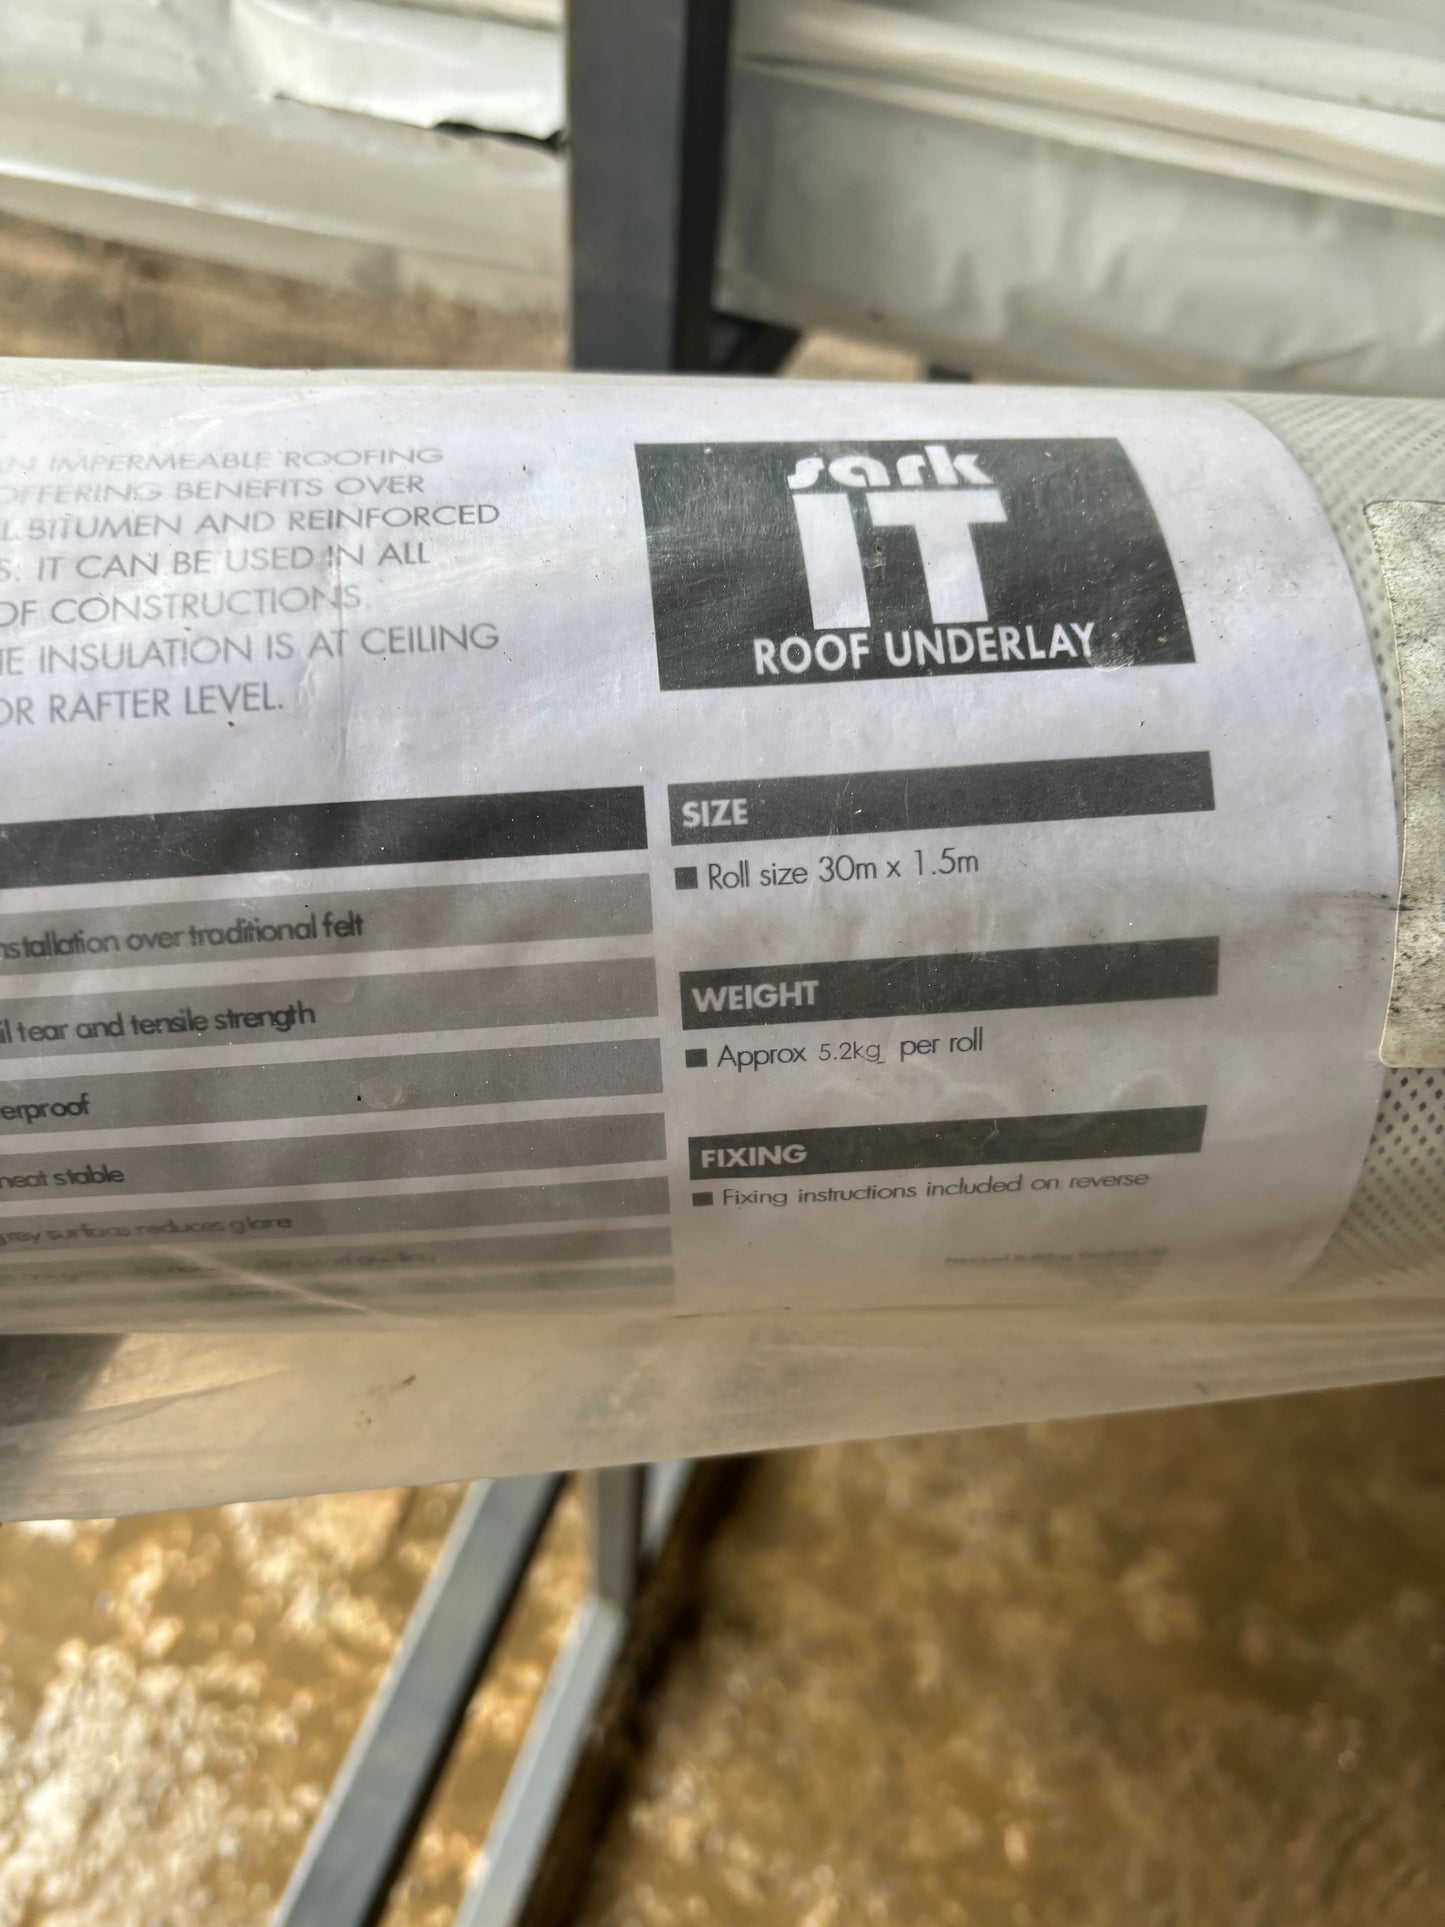 AN IMPERMEABLE ROOFING
OFFERING BENEFITS OVER
BITUMEN AND REINFORCED
IT CAN BE USED IN ALL
OF CONSTRUCTIONS.
INSULATION IS AT CEILING
OR RAFTER LEVEL.
sark
IT
ROOF UNDERLAY
nstallation over traditional felt
tear and tensile strength
erproof
heat stable
grey surface reduces glare
SIZE
■ Roll size 30m x 1.5m
WEIGHT
■ Approx 5.2kg per roll
FIXING
■ Fixing instructions included on reverse